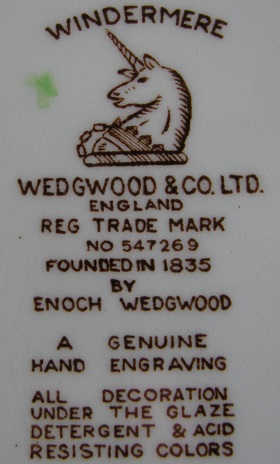 WINDERMERE
WEDGWOOD & CO. LTD.
ENGLAND
REG TRADE MARK
NO 547269
FOUNDED IN 1835
BY
ENOCH WEDGWOOD
A GENUINE
HAND ENGRAVING
ALL DECORATION
UNDER THE GLAZE
DETERGENT & ACID
RESISTING COLORS